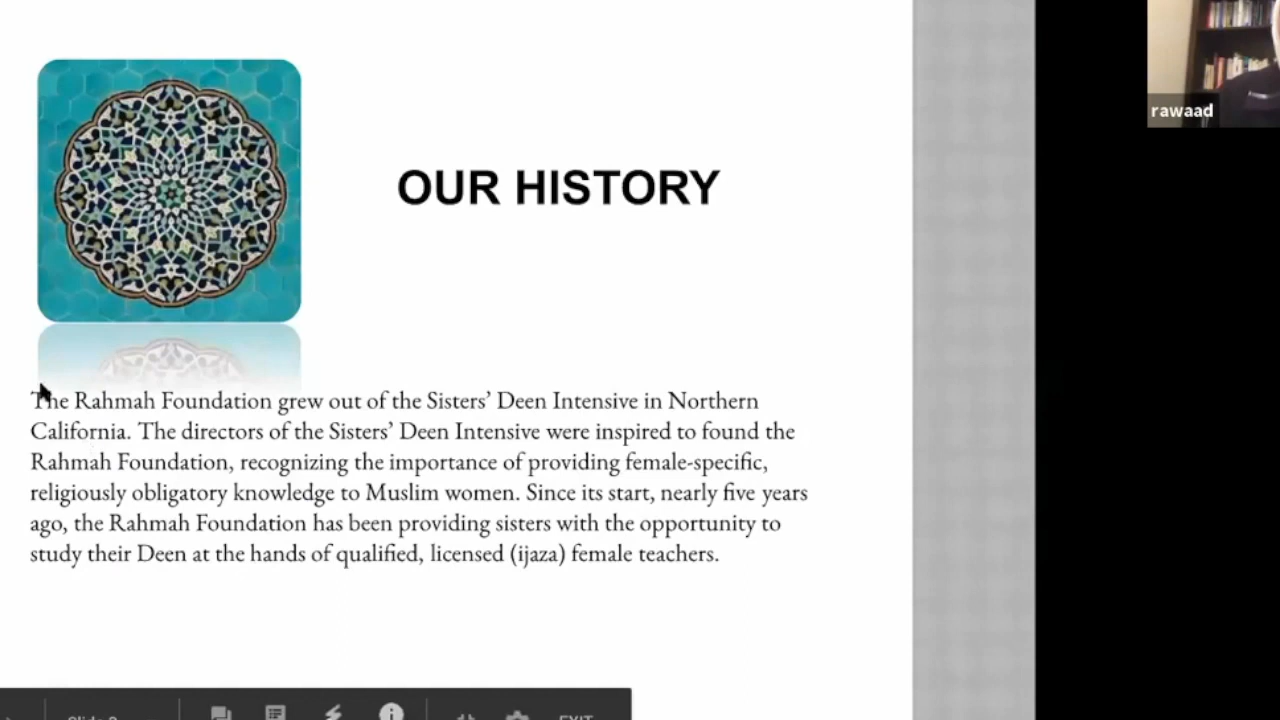 rawaad
OUR HISTORY
The Rahmah Foundation grew out of the Sisters’ Deen Intensive in Northern
California. The directors of the Sisters’ Deen Intensive were inspired to found the
Rahmah Foundation, recognizing the importance of providing female-specific,
religiously obligatory knowledge to Muslim women. Since its start, nearly five years
ago, the Rahmah Foundation has been providing sisters with the opportunity to
study their Deen at the hands of qualified, licensed (ijaza) female teachers.
EXIT